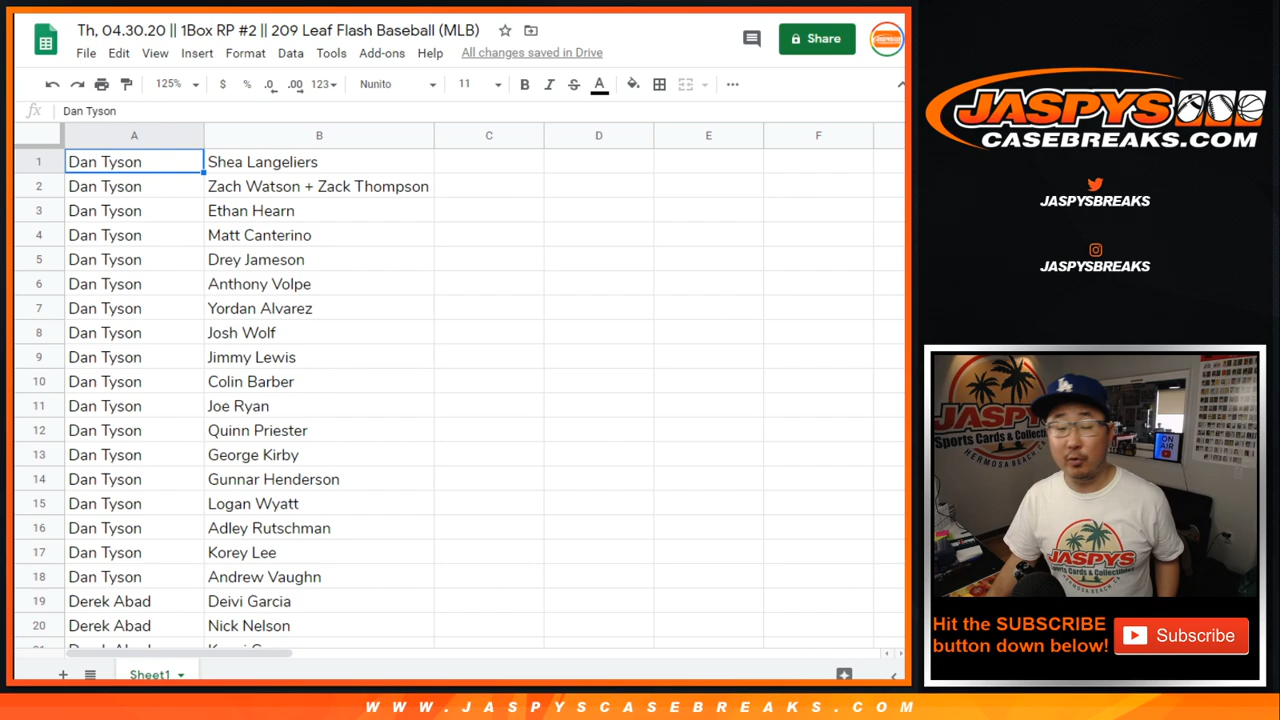 Th, 04.30.20 || 1Box RP #2 || 209 Leaf Flash Baseball (MLB)
File Edit View Insert Format Data Tools Add-ons Help All changes saved in Drive
Share
125% $ % .0 .00 123 Nunito 11 B I S A
fx Dan Tyson
A B C D E F
1 Dan Tyson Shea Langeliers
2 Dan Tyson Zach Watson + Zack Thompson
3 Dan Tyson Ethan Hearn
4 Dan Tyson Matt Canterino
5 Dan Tyson Drey Jameson
6 Dan Tyson Anthony Volpe
7 Dan Tyson Yordan Alvarez
8 Dan Tyson Josh Wolf
9 Dan Tyson Jimmy Lewis
10 Dan Tyson Colin Barber
11 Dan Tyson Joe Ryan
12 Dan Tyson Quinn Priester
13 Dan Tyson George Kirby
14 Dan Tyson Gunnar Henderson
15 Dan Tyson Logan Wyatt
16 Dan Tyson Adley Rutschman
17 Dan Tyson Korey Lee
18 Dan Tyson Andrew Vaughn
19 Derek Abad Deivi Garcia
20 Derek Abad Nick Nelson
Sheet1
JASPYS
CASEBREAKS.COM
JASPYSBREAKS
JASPYSBREAKS
JASPYS
Sports Cards & Collectibles
HERMOSA BEACH
ON AIR
LA
JASPYS
Sports Cards & Collectibles
Hit the SUBSCRIBE
button down below!
Subscribe
WWW.JASPYSCASEBREAKS.COM